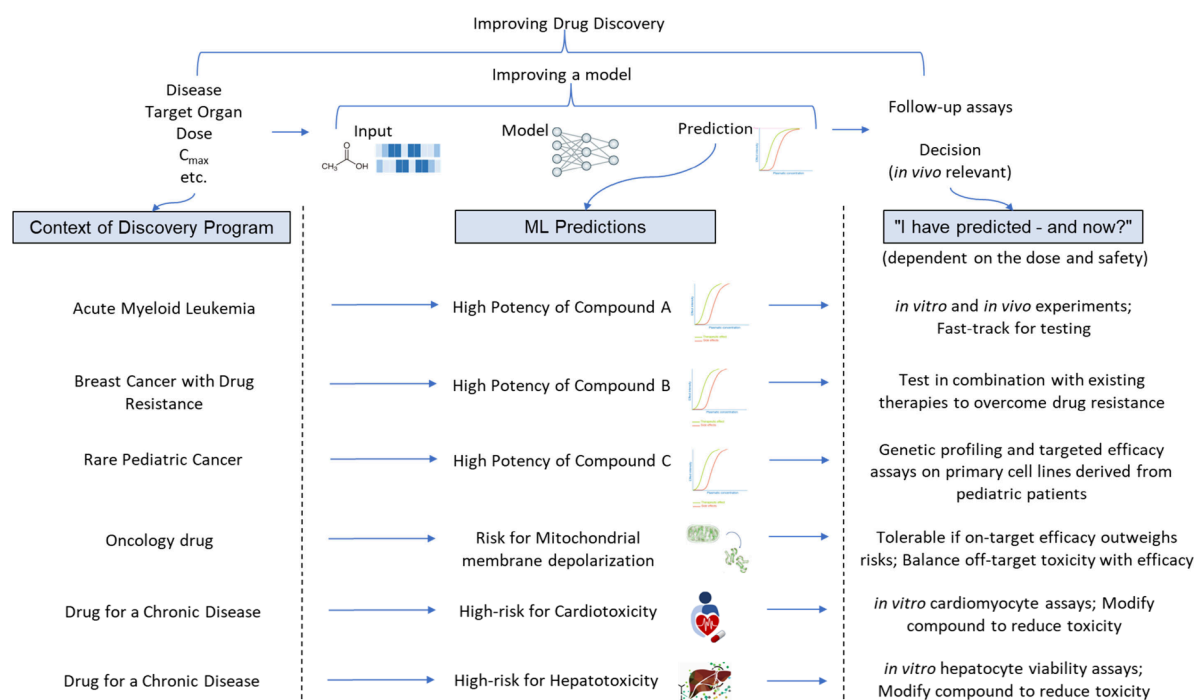 Improving Drug Discovery
Improving a model
Disease
Target Organ
Dose
Cmax
etc.
Input
CH3
O
OH
Model
Prediction
Follow-up assays
Decision
(in vivo relevant)
Context of Discovery Program
ML Predictions
"I have predicted - and now?"
(dependent on the dose and safety)
Acute Myeloid Leukemia
High Potency of Compound A
in vitro and in vivo experiments;
Fast-track for testing
Breast Cancer with Drug
Resistance
High Potency of Compound B
Test in combination with existing
therapies to overcome drug resistance
Rare Pediatric Cancer
High Potency of Compound C
Genetic profiling and targeted efficacy
assays on primary cell lines derived from
pediatric patients
Oncology drug
Risk for Mitochondrial
membrane depolarization
Tolerable if on-target efficacy outweighs
risks; Balance off-target toxicity with efficacy
Drug for a Chronic Disease
High-risk for Cardiotoxicity
in vitro cardiomyocyte assays; Modify
compound to reduce toxicity
Drug for a Chronic Disease
High-risk for Hepatotoxicity
in vitro hepatocyte viability assays;
Modify compound to reduce toxicity